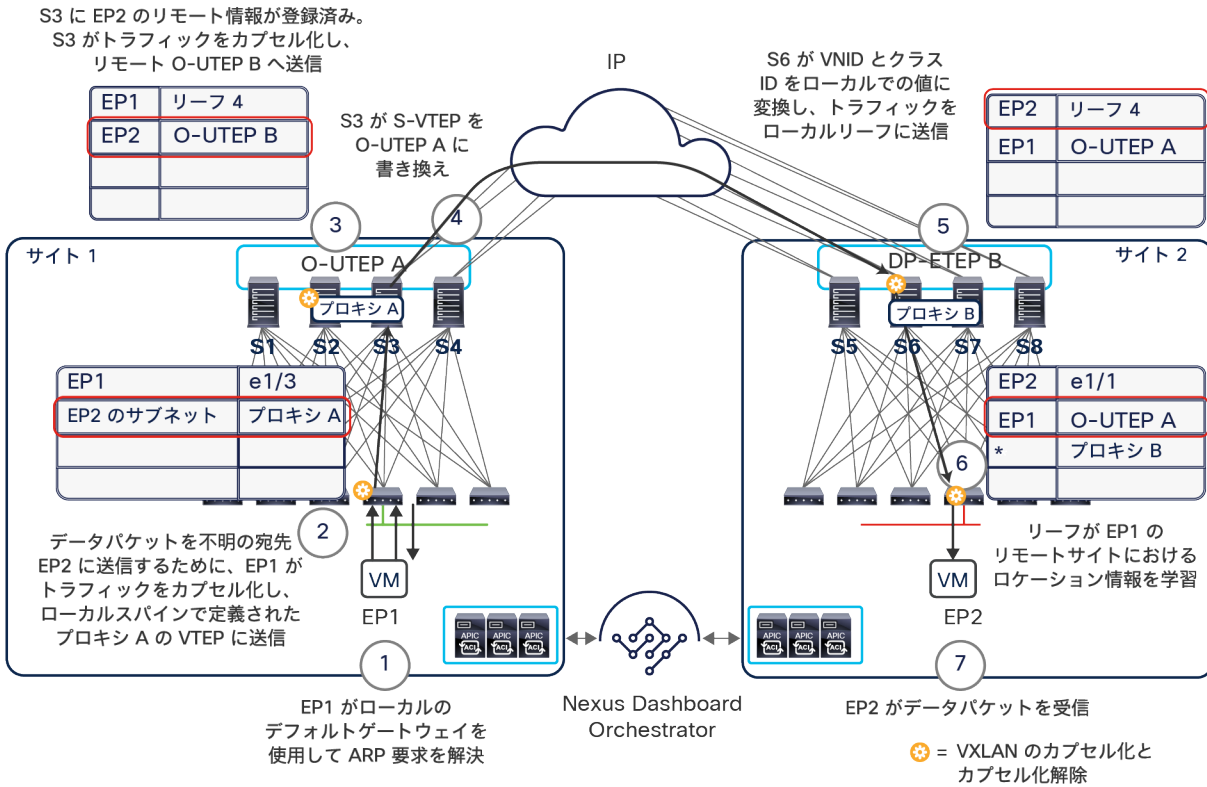 S3 に EP2 のリモート情報が登録済み。
S3 がトラフィックをカプセル化し、
リモート O-UTEP B へ送信
EP1 リーフ 4
EP2 O-UTEP B
S3 が S-VTEP を
O-UTEP A に
書き換え
IP
S6 が VNID とクラス
ID をローカルでの値に
変換し、トラフィックを
ローカルリーフに送信
EP2 リーフ 4
EP1 O-UTEP A
3
4
5
サイト 1
O-UTEP A
プロキシ A
S1 S2 S3 S4
DP-ETEP B
サイト 2
プロキシ B
S5 S6 S7 S8
EP1 e1/3
EP2 のサブネット プロキシ A
EP2 e1/1
EP1 O-UTEP A
* プロキシ B
2
6
データパケットを不明の宛先
EP2 に送信するために、EP1 が
トラフィックをカプセル化し、
ローカルスパインで定義された
プロキシ A の VTEP に送信
リーフが EP1 の
リモートサイトにおける
ロケーション情報を学習
VM
EP1
VM
EP2
APIC APIC APIC
ACI ACI ACI
APIC APIC APIC
ACI ACI ACI
1
EP1 がローカルの
デフォルトゲートウェイを
使用して ARP 要求を解決
Nexus Dashboard
Orchestrator
7
EP2 がデータパケットを受信
= VXLAN のカプセル化と
カプセル化解除